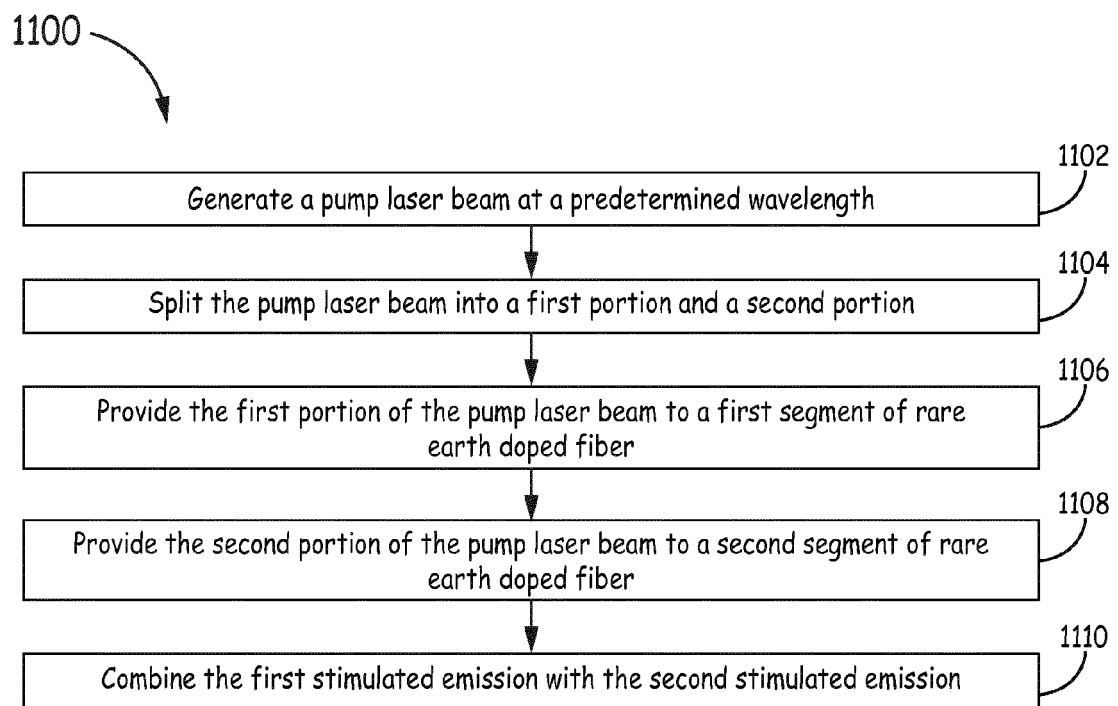 1100
1102
Generate a pump laser beam at a predetermined wavelength
1104
Split the pump laser beam into a first portion and a second portion
1106
Provide the first portion of the pump laser beam to a first segment of rare
earth doped fiber
1108
Provide the second portion of the pump laser beam to a second segment of rare
earth doped fiber
1110
Combine the first stimulated emission with the second stimulated emission